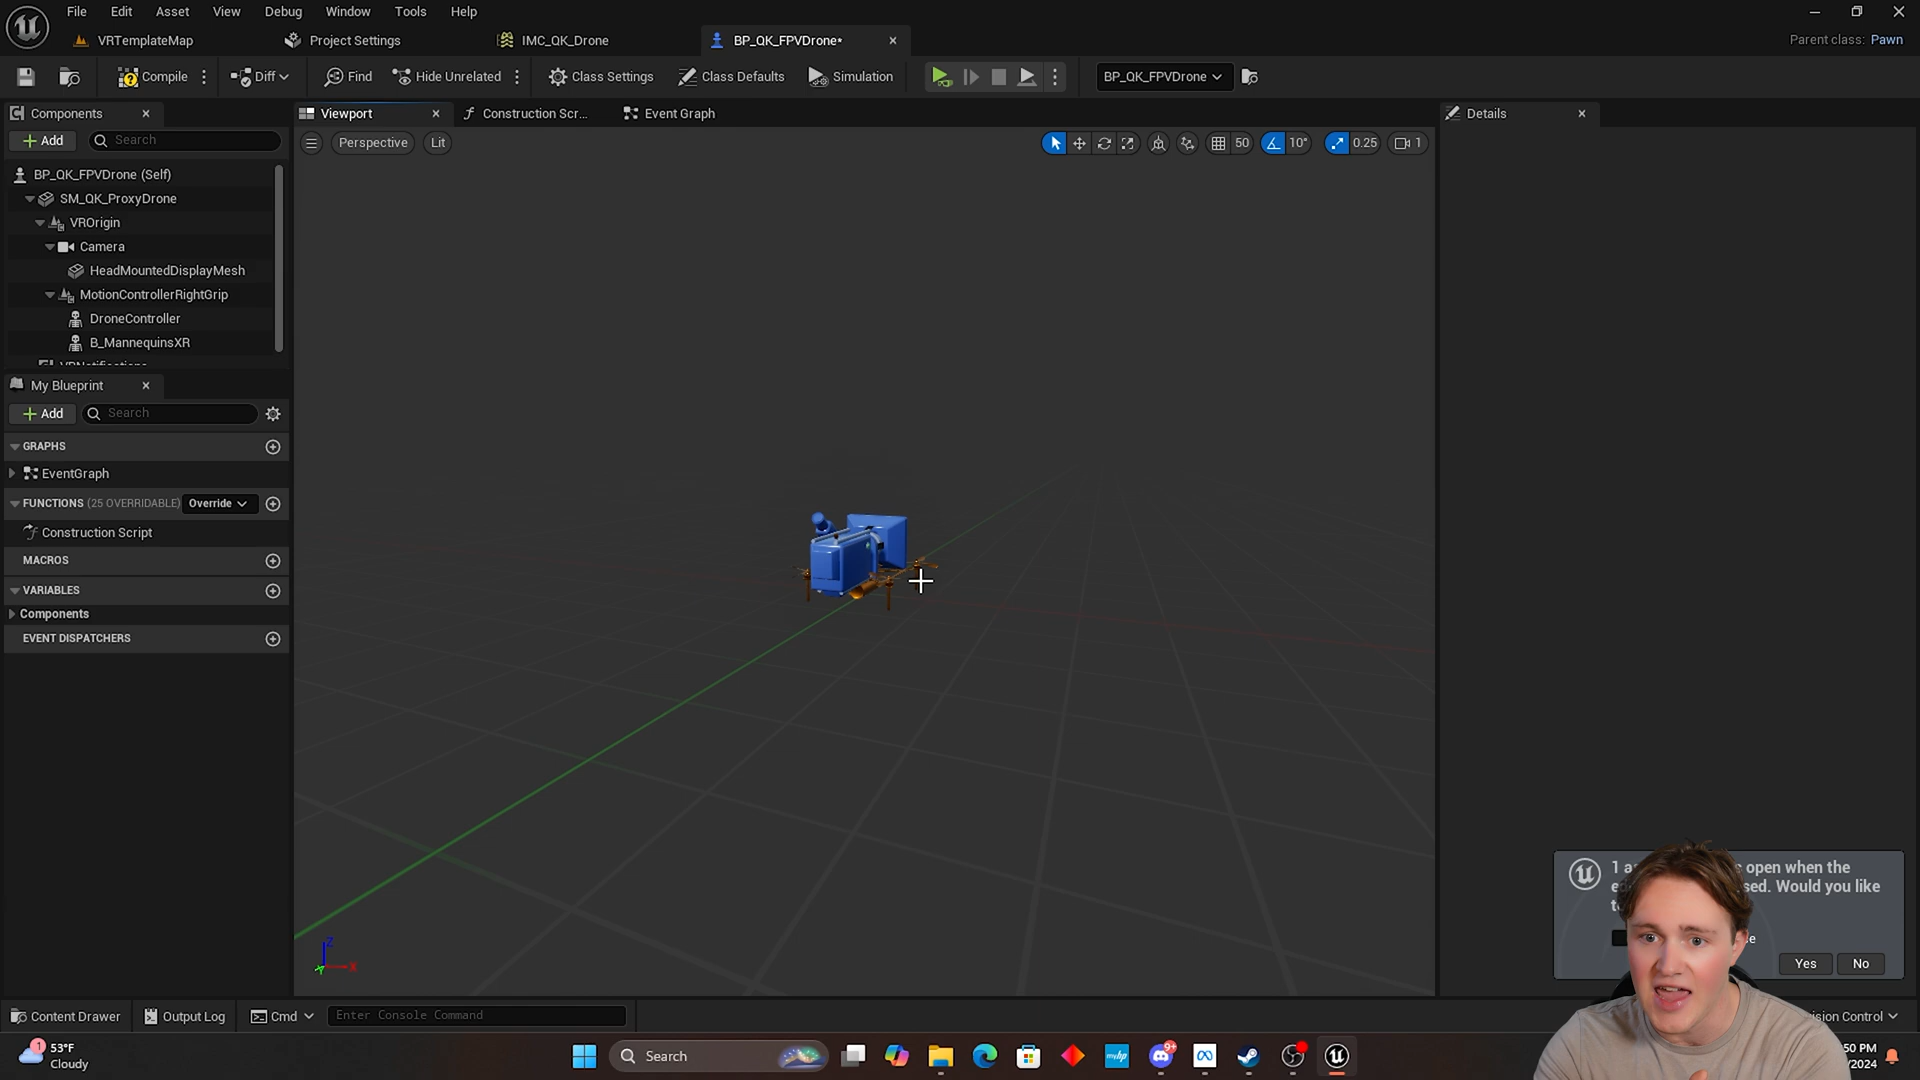 File Edit Asset View Debug Window Tools Help
VRTemplateMap Project Settings IMC_QK_Drone BP_QK_FPVDrone* Parent class: Pawn
Compile Diff Find Hide Unrelated Class Settings Class Defaults Simulation BP_QK_FPVDrone
Components Viewport Construction Scr... Event Graph Details
Add Search Perspective Lit 50 10° 0.25 1
BP_QK_FPVDrone (Self)
SM_QK_ProxyDrone
VROrigin
Camera
HeadMountedDisplayMesh
MotionControllerRightGrip
DroneController
B_MannequinsXR
My Blueprint
Add Search
GRAPHS
EventGraph
FUNCTIONS (25 OVERRIDABLE) Override
Construction Script
MACROS
VARIABLES
Components
EVENT DISPATCHERS
Z
X
open when the
Would you like
Yes No
Content Drawer Output Log Cmd Enter Console Command Control
1 53°F
Cloudy
Search myhp 9+ 50 PM
/2024